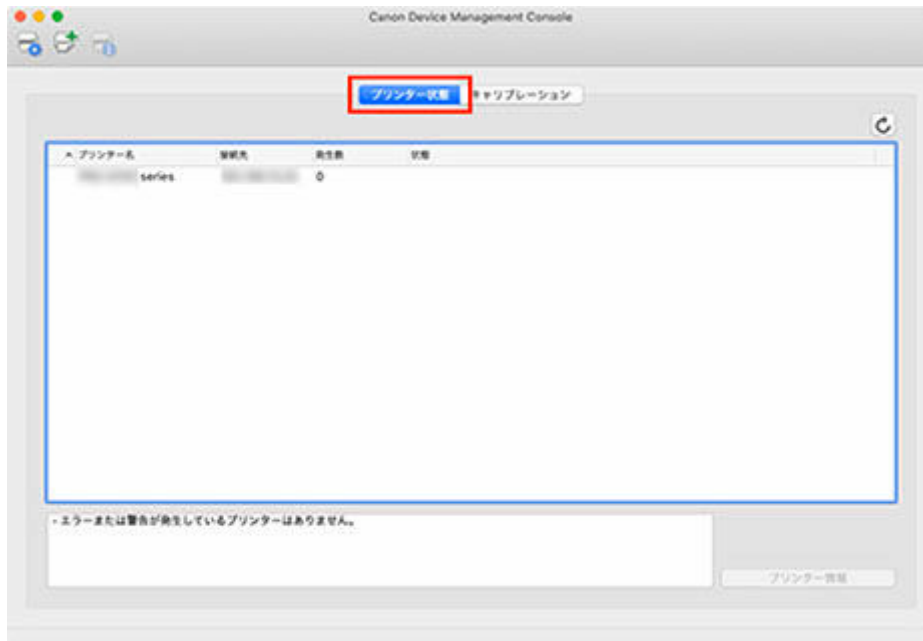 Canon Device Management Console
プリンター状態 キャリブレーション
プリンター名 接続先 発生数 状態
series 0
- エラーまたは警告が発生しているプリンターはありません。
プリンター情報